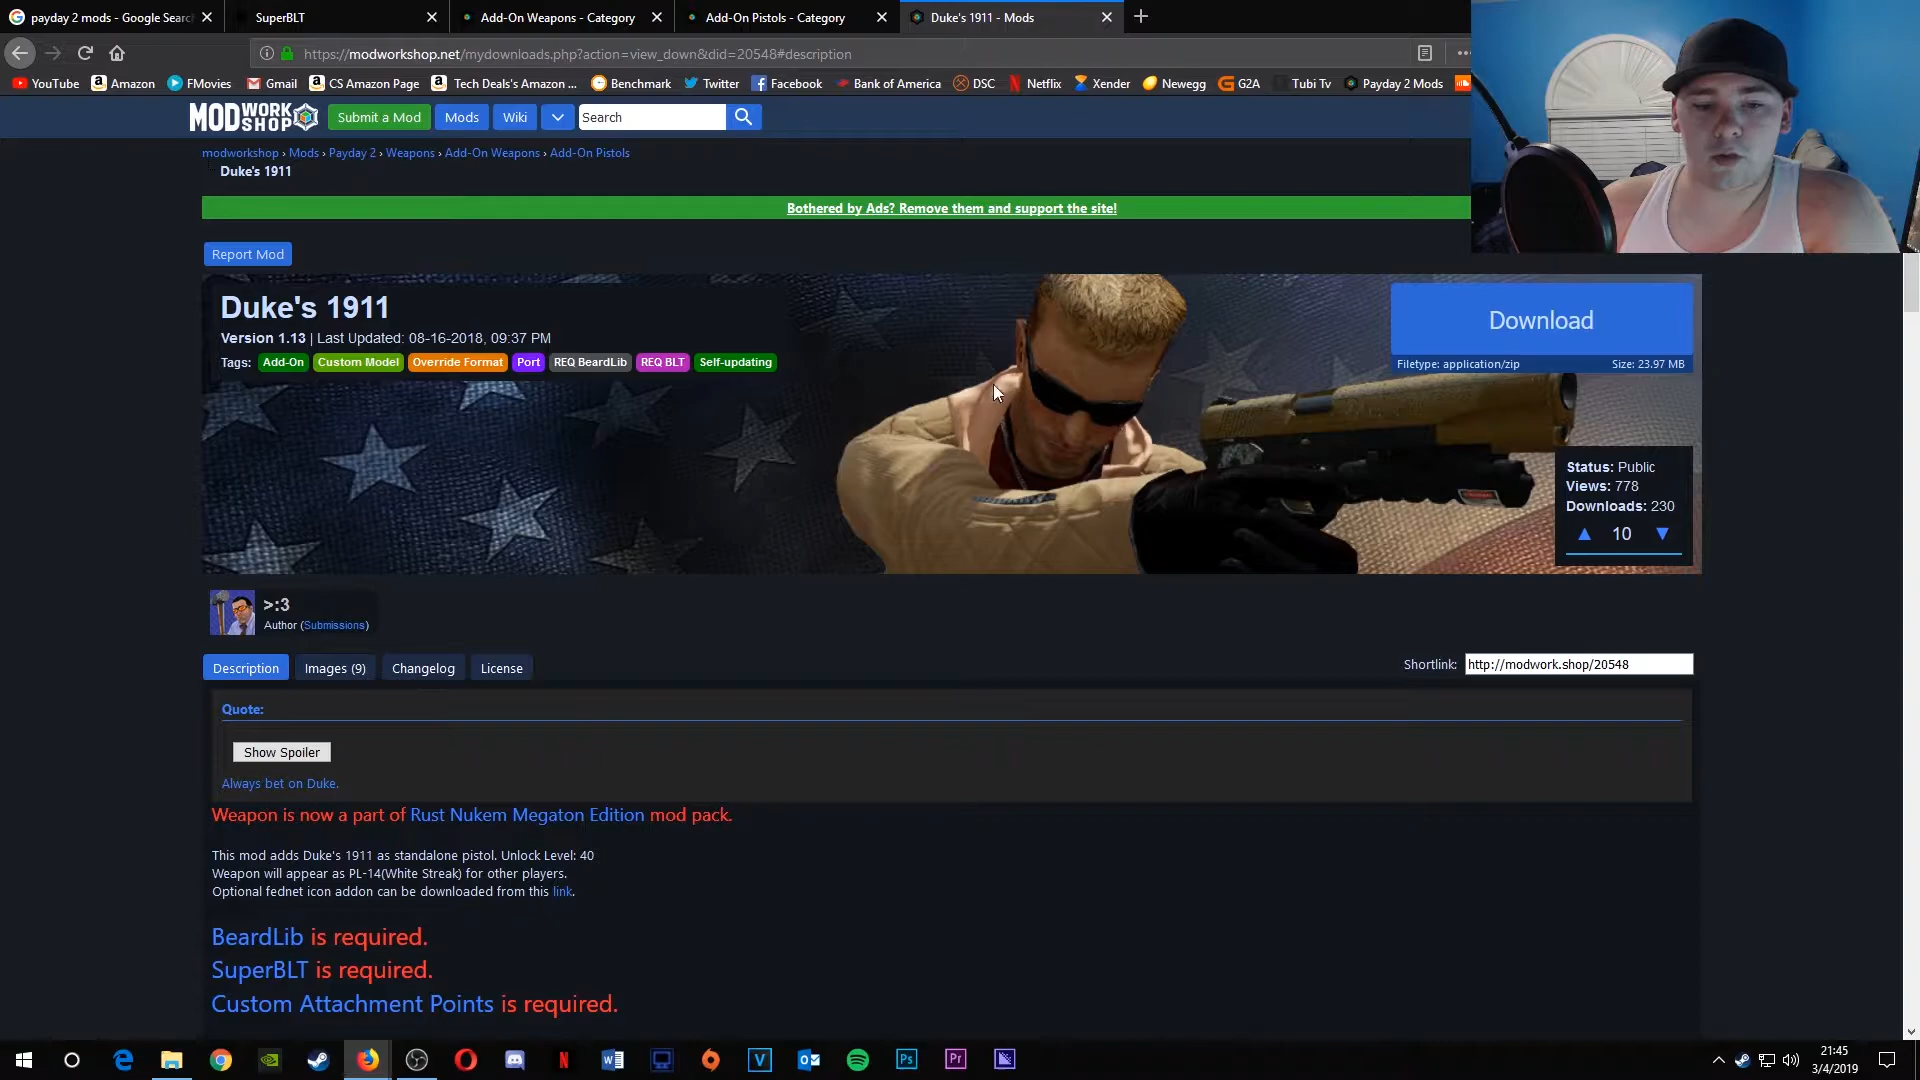 payday 2 mods - Google Searc
SuperBLT
Add-On Weapons - Category
Add-On Pistols - Category
Duke's 1911 - Mods
https://modworkshop.net/mydownloads.php?action=view_down&did=20548#description
YouTube
Amazon
FMovies
Gmail
CS Amazon Page
Tech Deals's Amazon ...
Benchmark
Twitter
Facebook
Bank of America
DSC
Netflix
Xender
Newegg
G2A
Tubi Tv
Payday 2 Mods
MODWORK
SHOP
Submit a Mod
Mods
Wiki
Search
modworkshop › Mods › Payday 2 › Weapons › Add-On Weapons › Add-On Pistols
Duke's 1911
Bothered by Ads? Remove them and support the site!
Report Mod
Duke's 1911
Version 1.13 | Last Updated: 08-16-2018, 09:37 PM
Tags: Add-On Custom Model Override Format Port REQ BeardLib REQ BLT Self-updating
Download
Filetype: application/zip Size: 23.97 MB
Status: Public
Views: 778
Downloads: 230
10
>:3
Author (Submissions)
Description
Images (9)
Changelog
License
Shortlink: http://modwork.shop/20548
Quote:
Show Spoiler
Always bet on Duke.
Weapon is now a part of Rust Nukem Megaton Edition mod pack.
This mod adds Duke's 1911 as standalone pistol. Unlock Level: 40
Weapon will appear as PL-14(White Streak) for other players.
Optional fednet icon addon can be downloaded from this link.
BeardLib is required.
SuperBLT is required.
Custom Attachment Points is required.
21:45
3/4/2019